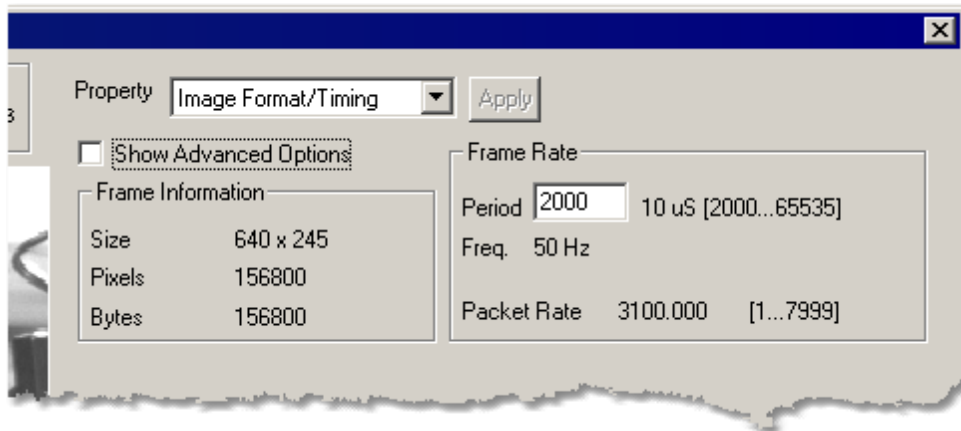 Property Image Format/Timing Apply
Show Advanced Options
Frame Information
Size 640 x 245
Pixels 156800
Bytes 156800
Frame Rate
Period 2000 10 uS [2000...65535]
Freq. 50 Hz
Packet Rate 3100.000 [1...7999]